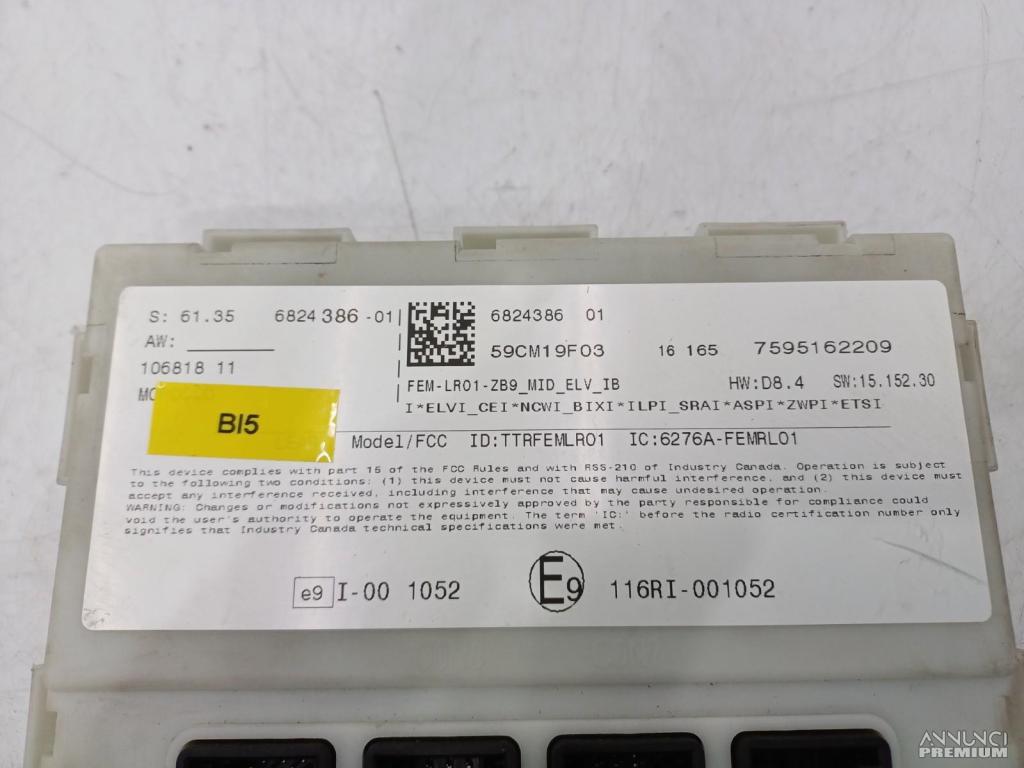 S: 61.35 6824 386 -01 6824386 01
AW:
59CM19F03 16 165 7595162209
106818 11
FEM-LR01-ZB9_MID_ELV_IB HW:D8.4 SW:15.152.30
I*ELVI_CEI*NCWI_BIXI*ILPI_SRAI*ASPI*ZWPI*ETSI
BI5
Model/FCC ID:TTRFEMLR01 IC:6276A-FEMRL01
This device complies with part 15 of the FCC Rules and with RSS-210 of Industry Canada. Operation is subject
to the following two conditions: (1) this device must not cause harmful interference, and (2) this device must
accept any interference received, including interference that may cause undesired operation.
WARNING: Changes or modifications not expressively approved by the party responsible for compliance could
void the user's authority to operate the equipment. The term 'IC:' before the radio certification number only
signifies that Industry Canada technical specifications were met.
e9 I-00 1052 E9 116RI-001052
ANNUNCI
PREMIUM